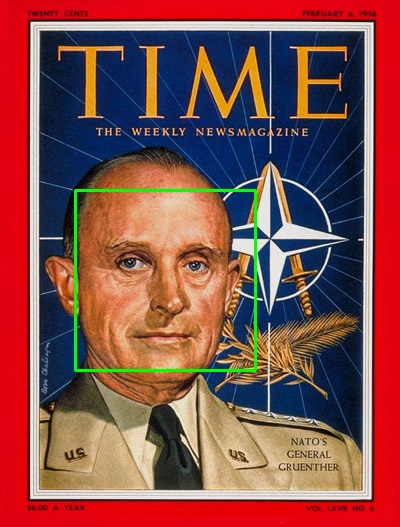 TWENTY CENTS
FEBRUARY 6, 1956
TIME
THE WEEKLY NEWSMAGAZINE
U.S.
U.S.
NATO'S
GENERAL
GRUENTHER
$6.00 A YEAR
VOL. LXVII NO. 6